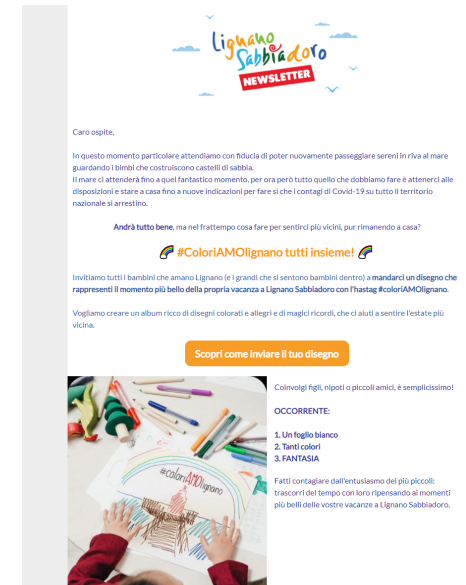 Lignano
Sabbiadoro
NEWSLETTER
Caro ospite,
In questo momento particolare attendiamo con fiducia di poter nuovamente passeggiare sereni in riva al mare
guardando i bimbi che costruiscono castelli di sabbia.
Il mare ci attenderà fino a quel fantastico momento, per ora però tutto quello che dobbiamo fare è attenerci alle
disposizioni e stare a casa fino a nuove indicazioni per fare sì che i contagi di Covid-19 su tutto il territorio
nazionale si arrestino.
Andrà tutto bene, ma nel frattempo cosa fare per sentirci più vicini, pur rimanendo a casa?
#ColoriAMOlignano tutti insieme!
Invitiamo tutti i bambini che amano Lignano (e i grandi che si sentono bambini dentro) a mandarci un disegno che
rappresenti il momento più bello della propria vacanza a Lignano Sabbiadoro con l'hastag #coloriAMOlignano.
Vogliamo creare un album ricco di disegni colorati e allegri e di magici ricordi, che ci aiuti a sentire l'estate più
vicina.
Scopri come inviare il tuo disegno
#coloriAMOlignano
Coinvolgi figli, nipoti o piccoli amici, è semplicissimo!
OCCORRENTE:
1. Un foglio bianco
2. Tanti colori
3. FANTASIA
Fatti contagiare dall'entusiasmo dei più piccoli:
trascorri del tempo con loro ripensando ai momenti
più belli delle vostre vacanze a Lignano Sabbiadoro.